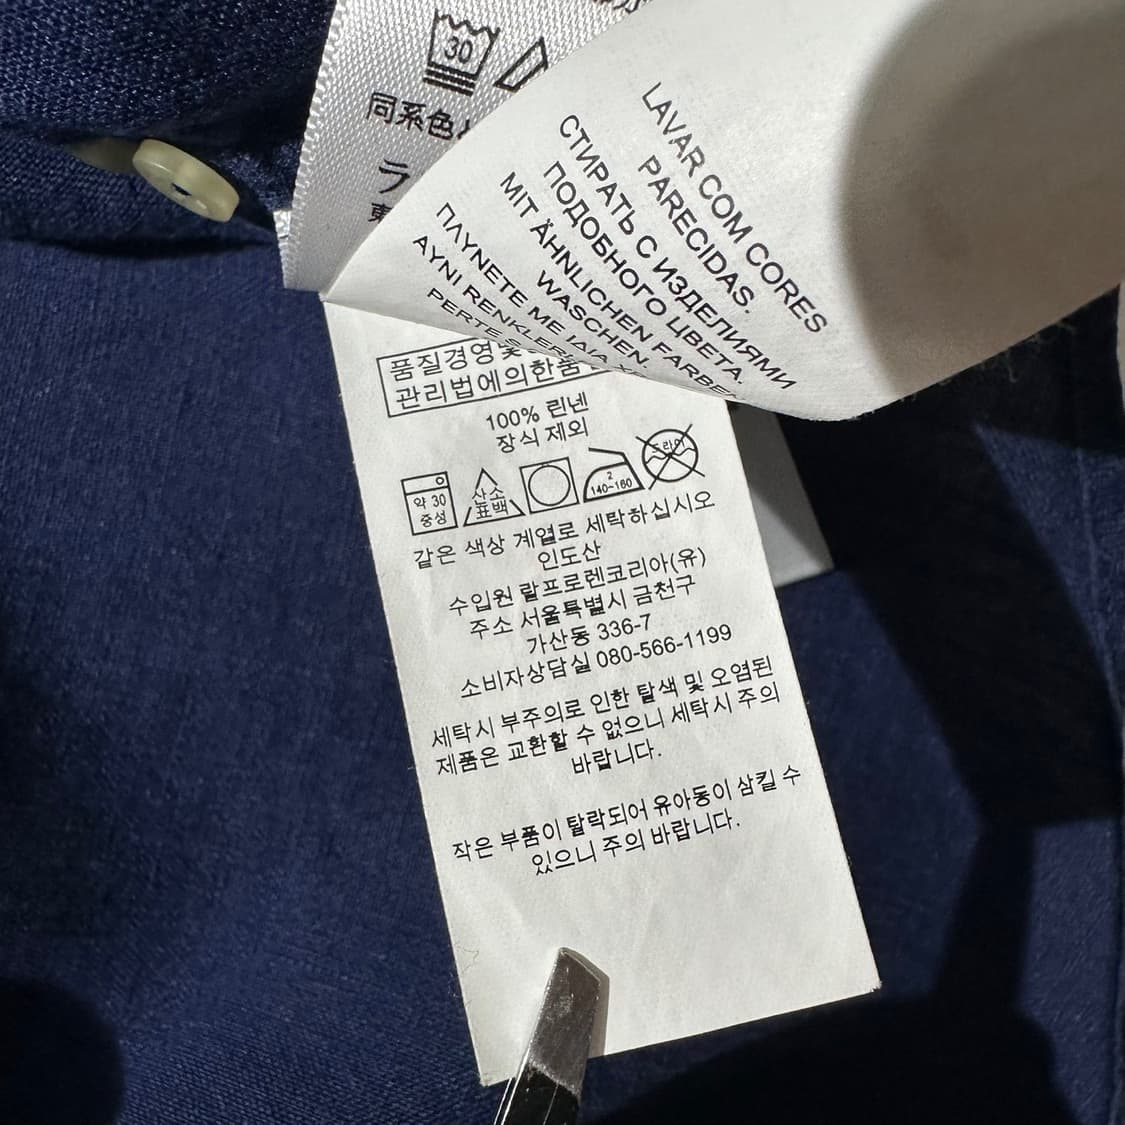 30
同系色
ラ
LAVAR COM CORES
PARECIDAS.
СТИРАТЬ С ИЗДЕЛИЯМИ
ПОДОБНОГО ЦВЕТА.
MIT ÄHNLICHEN FARBEN
WASCHEN.
ΠΛΥΝΕΤΕ ΜΕ
AYNI
PERTE
품질경영및
관리법에의한품
100% 린넨
장식 제외
약 30
중성
산소
표백
2
140~160
드라이
같은 색상 계열로 세탁하십시오
인도산
수입원 랄프로렌코리아(유)
주소 서울특별시 금천구
가산동 336-7
소비자상담실 080-566-1199
세탁시 부주의로 인한 탈색 및 오염된
제품은 교환할 수 없으니 세탁시 주의
바랍니다.
작은 부품이 탈락되어 유아동이 삼킬 수
있으니 주의 바랍니다.